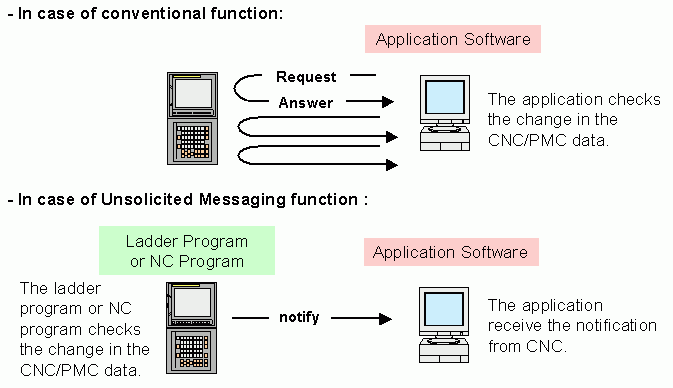 - In case of conventional function:
Application Software
Request
Answer
The application checks
the change in the
CNC/PMC data.
- In case of Unsolicited Messaging function :
Ladder Program
or NC Program
Application Software
The ladder
program or NC
program checks
the change in the
CNC/PMC data.
notify
The application
receive the notification
from CNC.